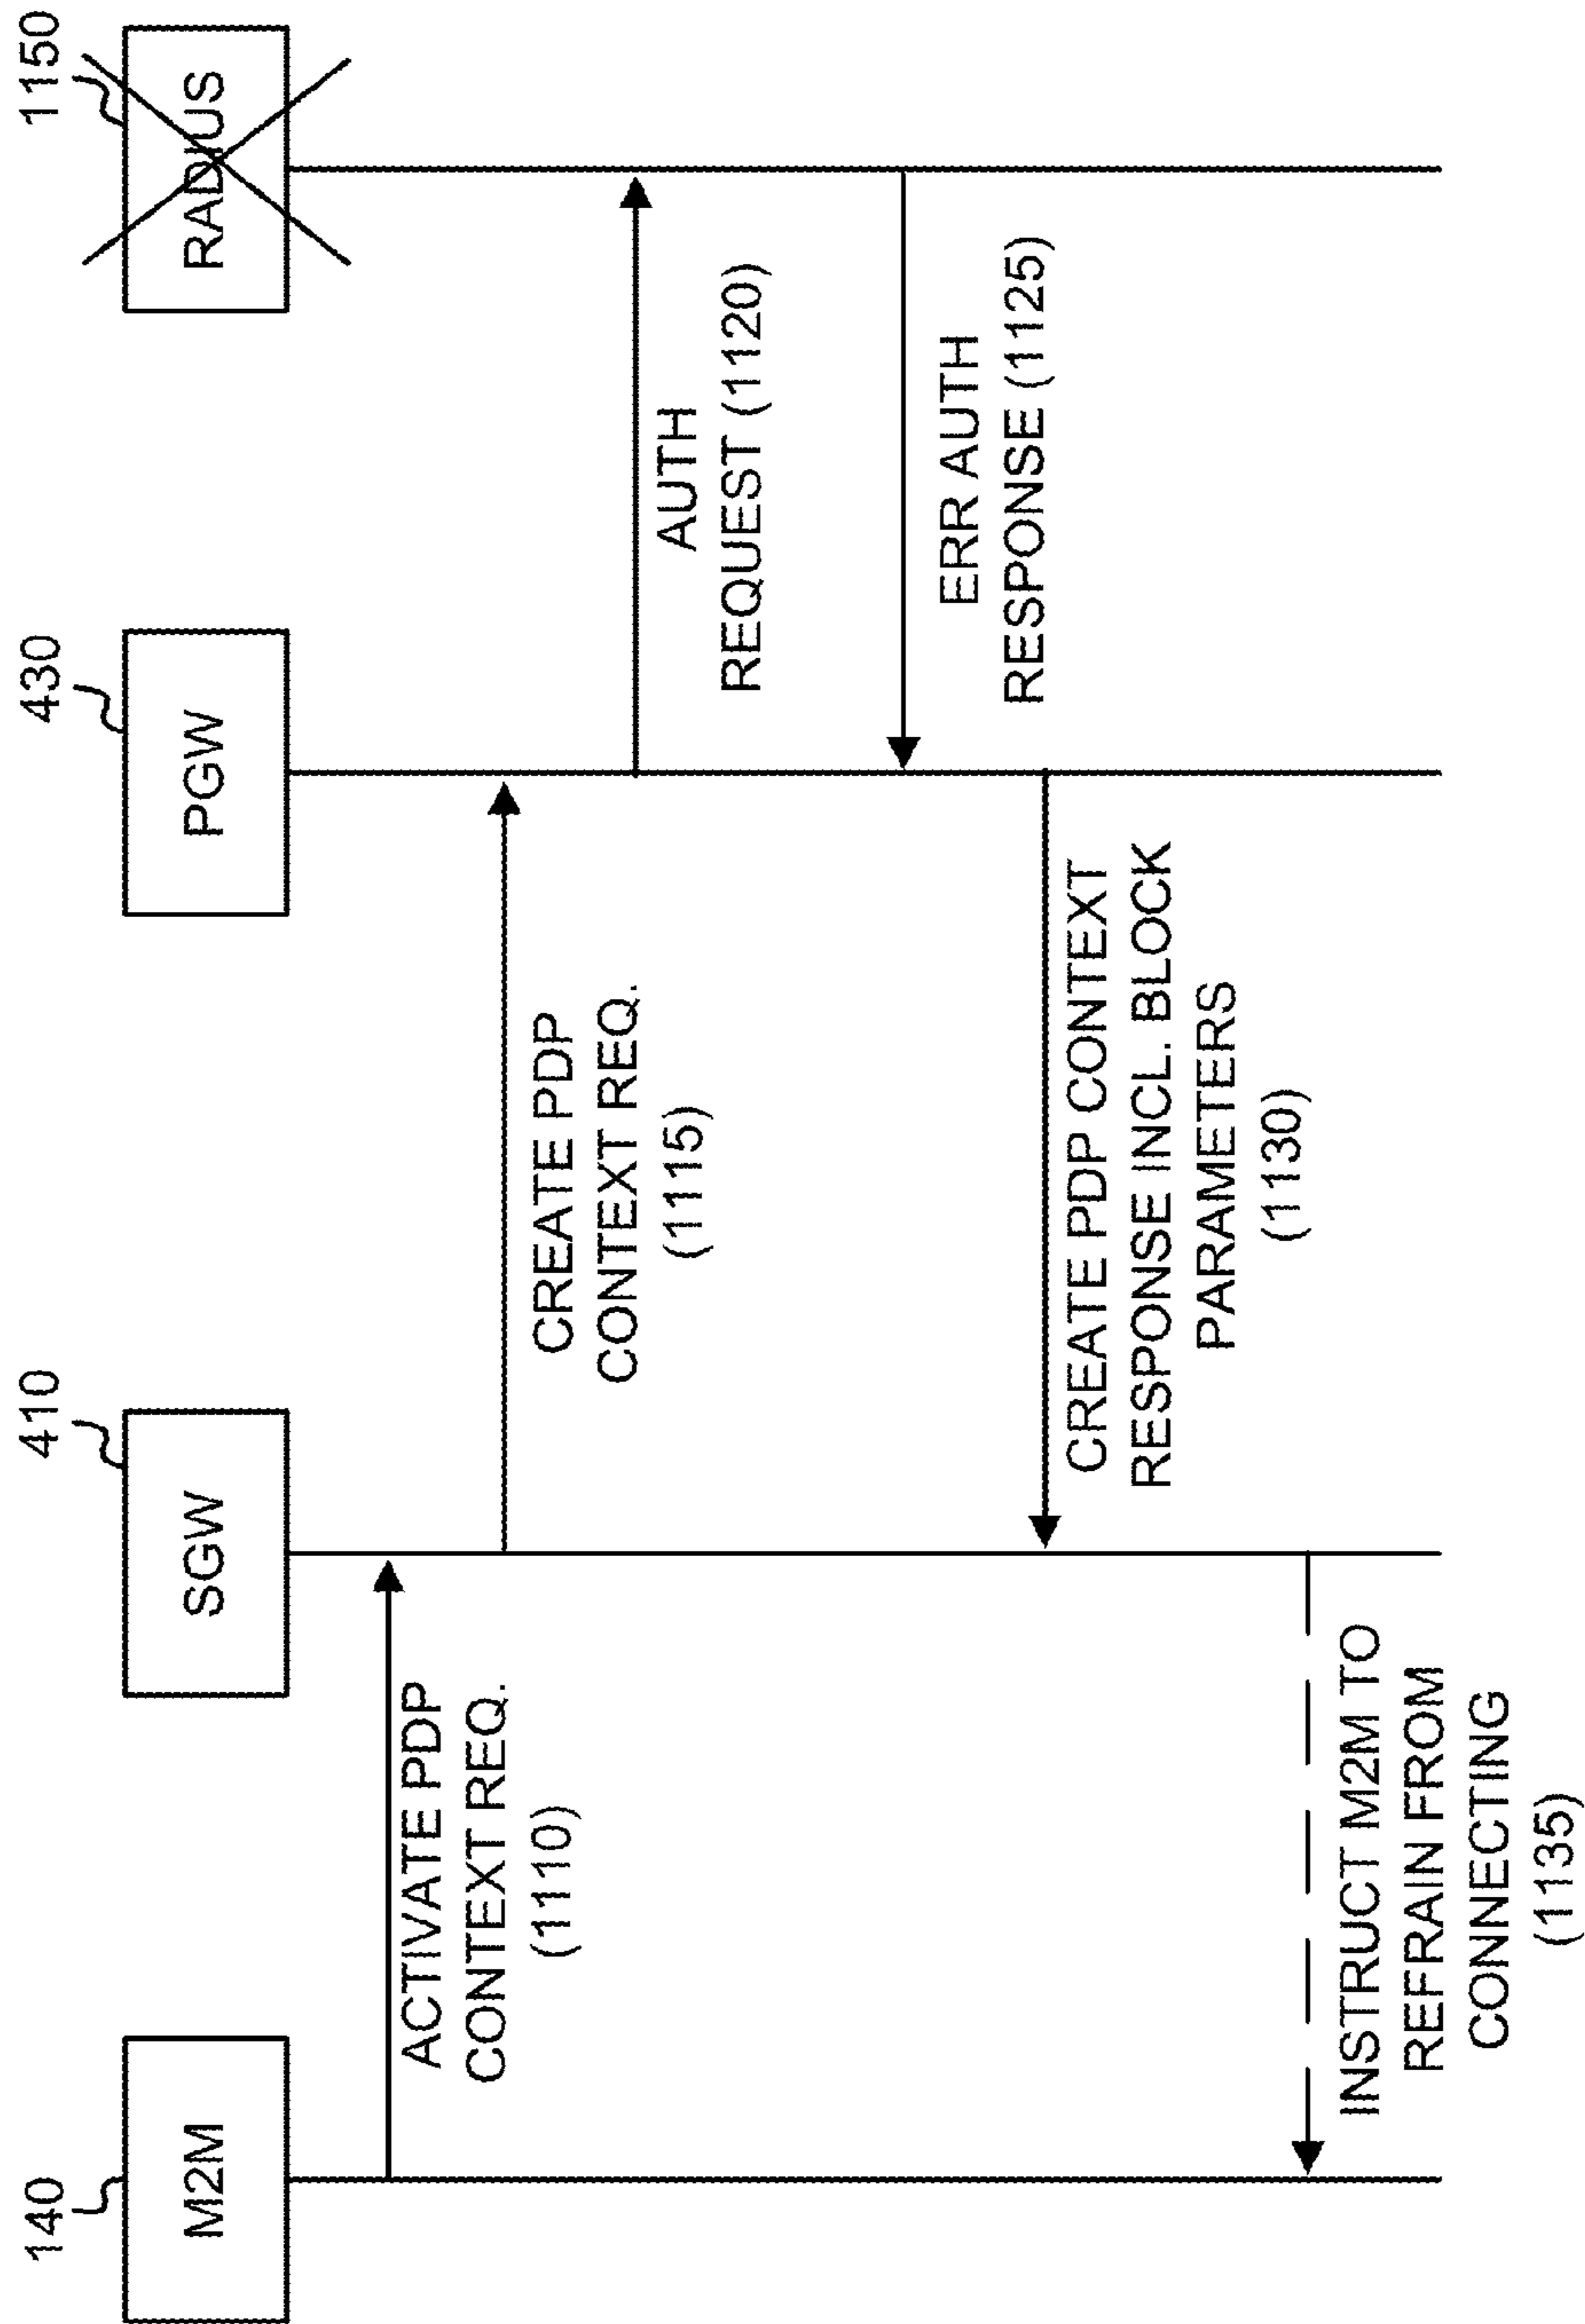 140
410
430
1150
M2M
SGW
PGW
RADIUS
ACTIVATE PDP
CONTEXT REQ.
(1110)
CREATE PDP
CONTEXT REQ.
(1115)
AUTH
REQUEST (1120)
ERR AUTH
RESPONSE (1125)
CREATE PDP CONTEXT
RESPONSE INCL. BLOCK
PARAMETERS
(1130)
INSTRUCT M2M TO
REFRAIN FROM
CONNECTING
(1135)